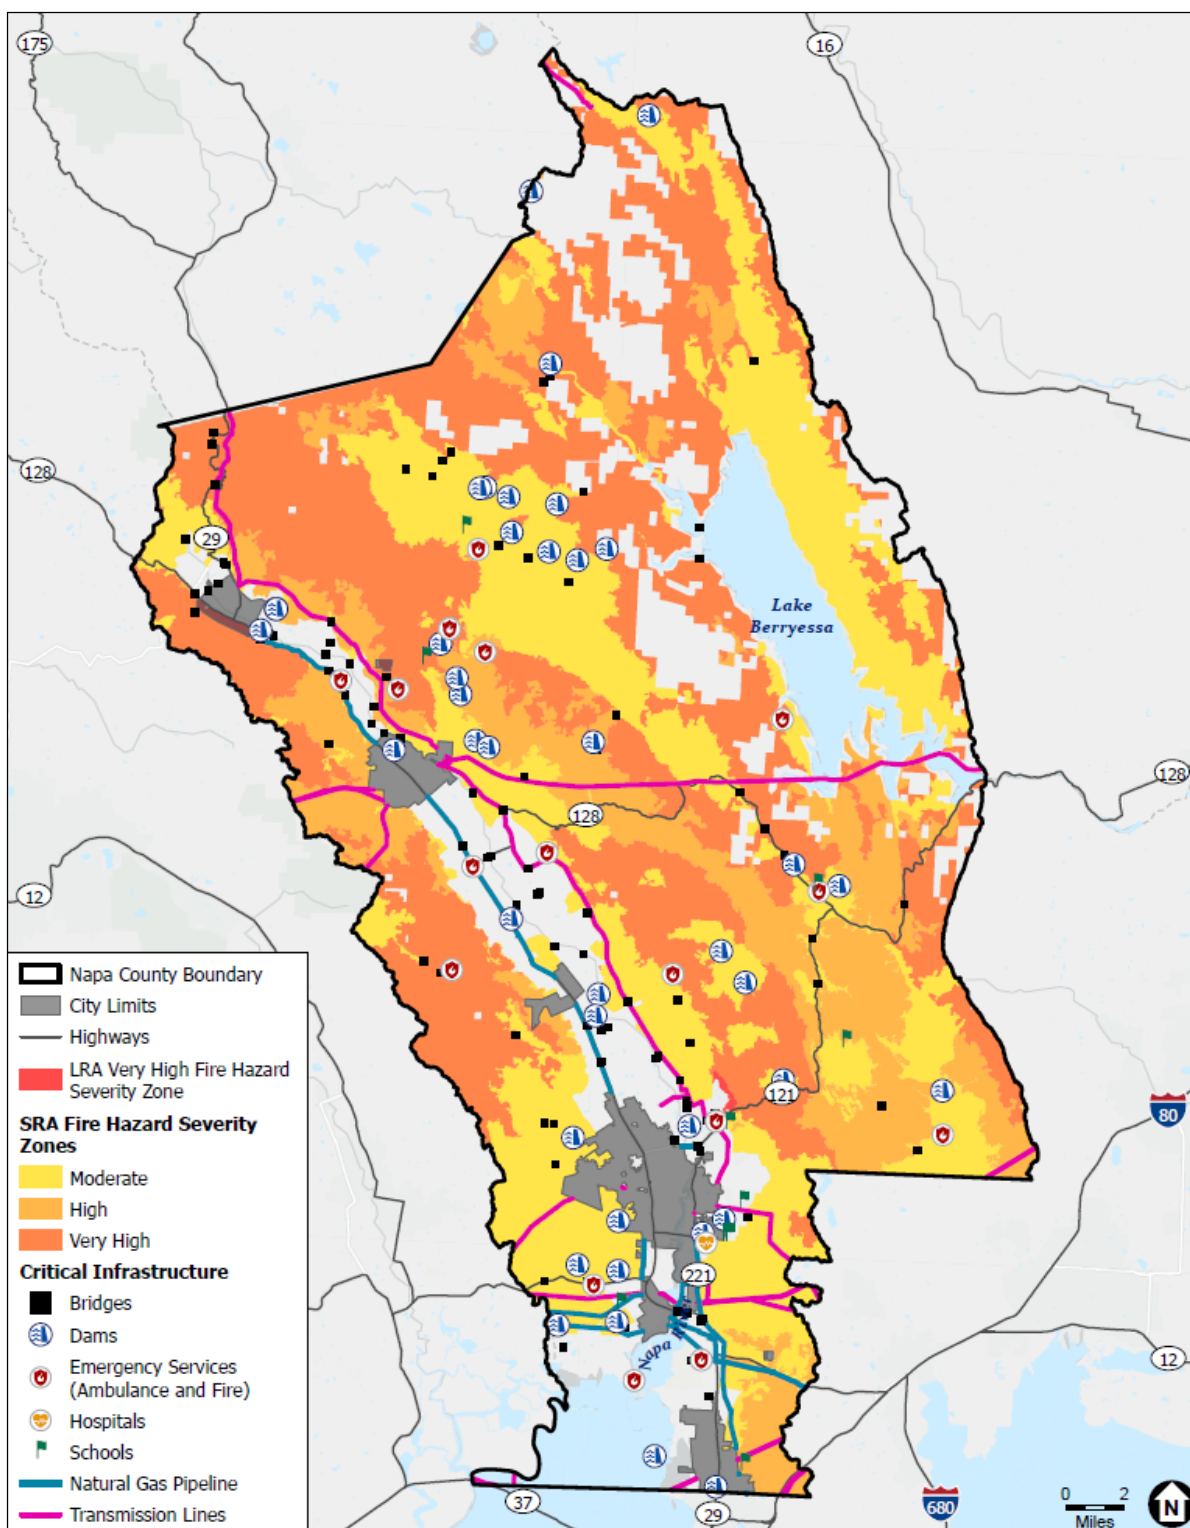 175
16
128
29
Lake
Berryessa
128
128
12
121
80
221
Napa River
12
37
29
680
0 2
Miles
N
Napa County Boundary
City Limits
Highways
LRA Very High Fire Hazard
Severity Zone
SRA Fire Hazard Severity
Zones
Moderate
High
Very High
Critical Infrastructure
Bridges
Dams
Emergency Services
(Ambulance and Fire)
Hospitals
Schools
Natural Gas Pipeline
Transmission Lines